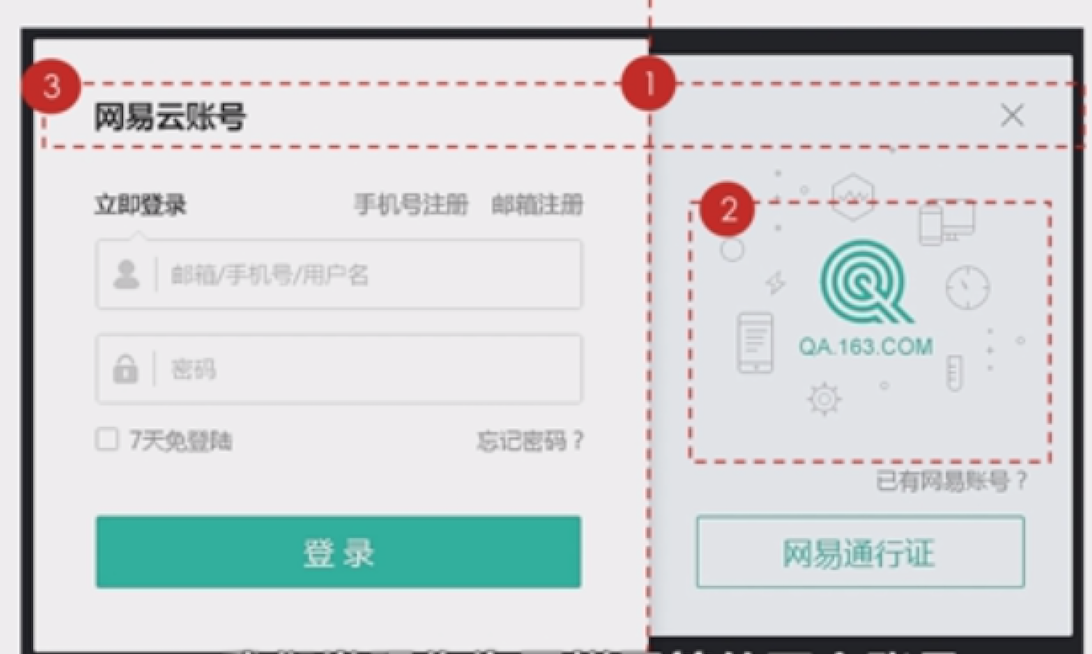 3
1
网易云账号
立即登录 手机号注册 邮箱注册
2
邮箱/手机号/用户名
QA.163.COM
密码
7天免登陆 忘记密码？
已有网易账号？
登录
网易通行证